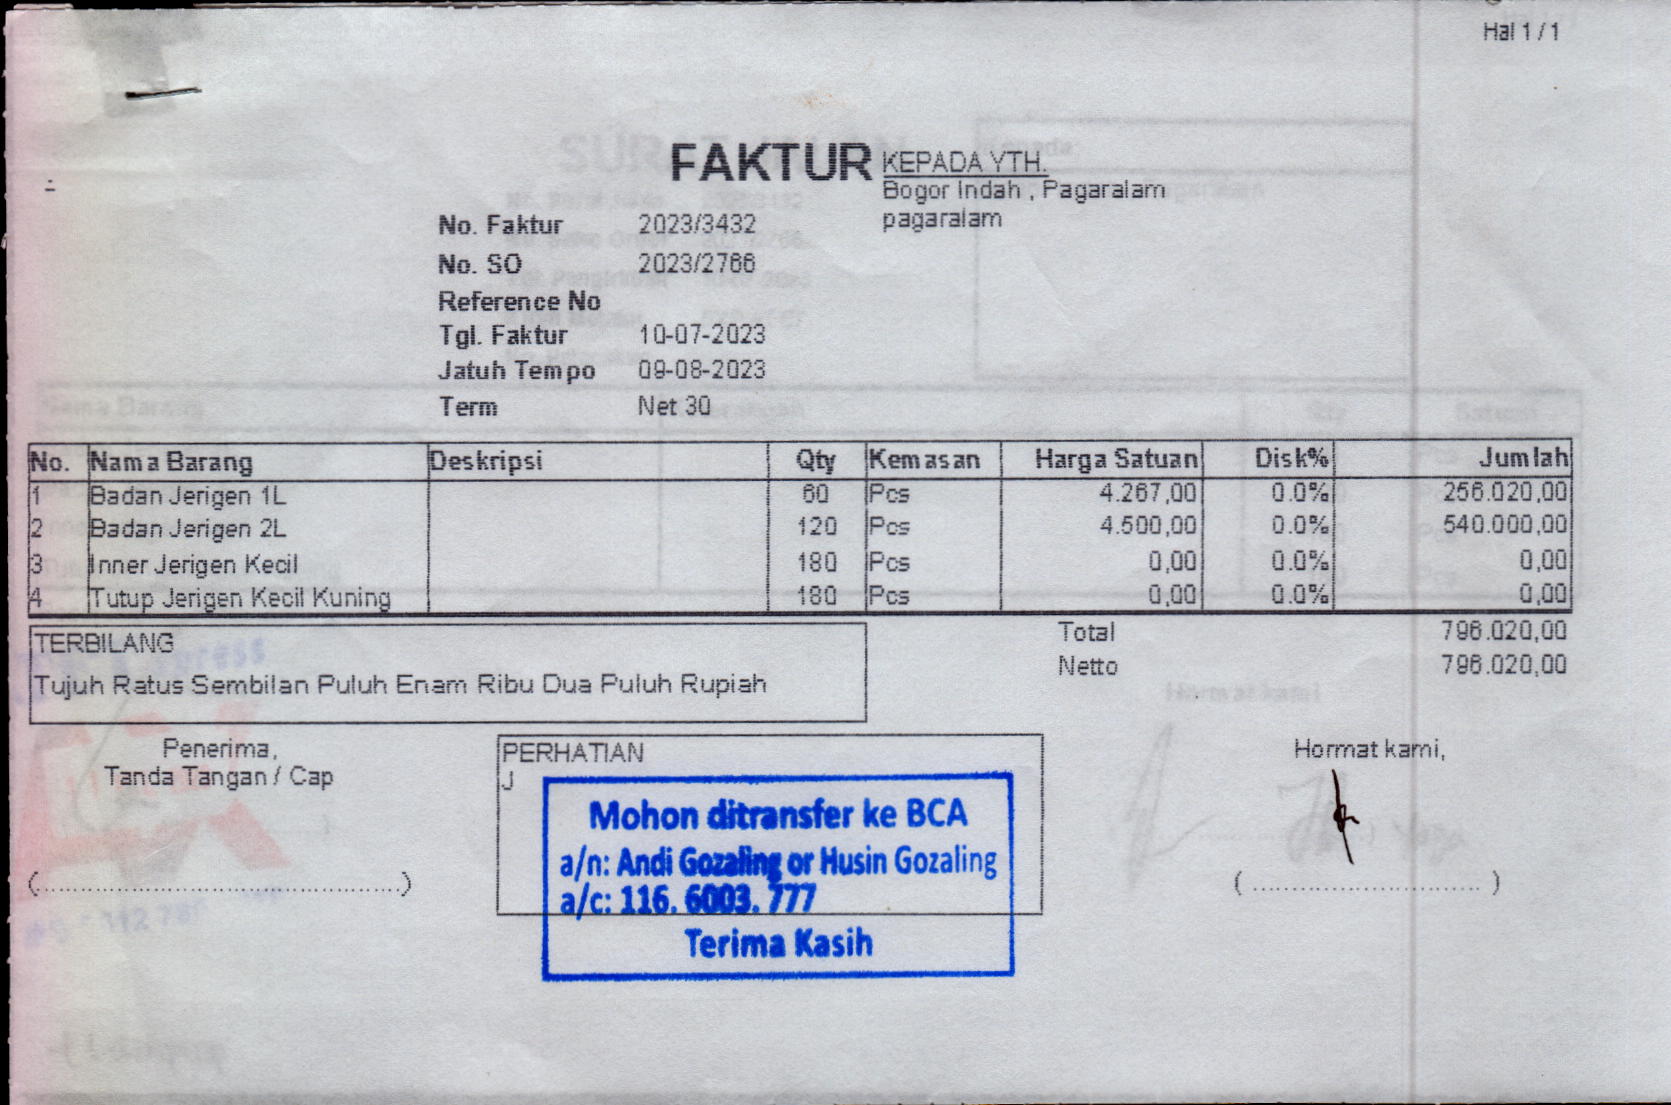 Hal 1 / 1
FAKTUR
KEPADA YTH.
Bogor Indah , Pagaralam
pagaralam
No. Faktur 2023/3432
No. SO 2023/2766
Reference No
Tgl. Faktur 10-07-2023
Jatuh Tempo 09-08-2023
Term Net 30
No. Nama Barang Deskripsi Qty Kemasan Harga Satuan Disk% Jumlah
1 Badan Jerigen 1L 60 Pcs 4.267,00 0.0% 256.020,00
2 Badan Jerigen 2L 120 Pcs 4.500,00 0.0% 540.000,00
3 Inner Jerigen Kecil 180 Pcs 0,00 0.0% 0,00
4 Tutup Jerigen Kecil Kuning 180 Pcs 0,00 0.0% 0,00
TERBILANG
Tujuh Ratus Sembilan Puluh Enam Ribu Dua Puluh Rupiah
Total 796.020,00
Netto 796.020,00
Penerima,
Tanda Tangan / Cap
PERHATIAN
J
Mohon ditransfer ke BCA
a/n: Andi Gozaling or Husin Gozaling
a/c: 116. 6003. 777
Terima Kasih
Hormat kami,